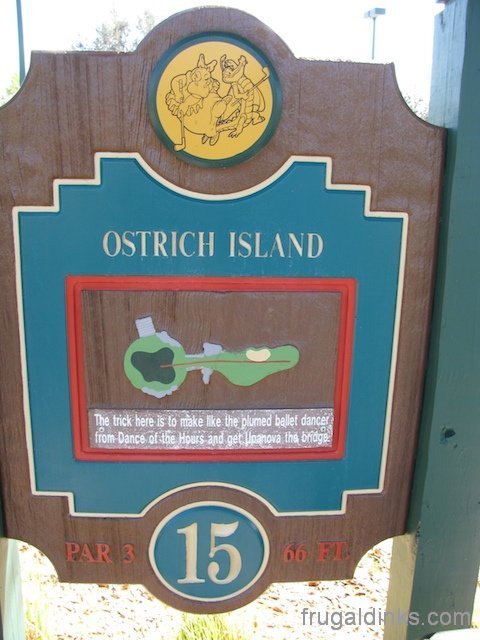 OSTRICH ISLAND
The trick here is to make like the plumed ballet dancer
from Dance of the Hours and get Upanova the bridge.
PAR 3
15
66 FT.
frugaldinks.com